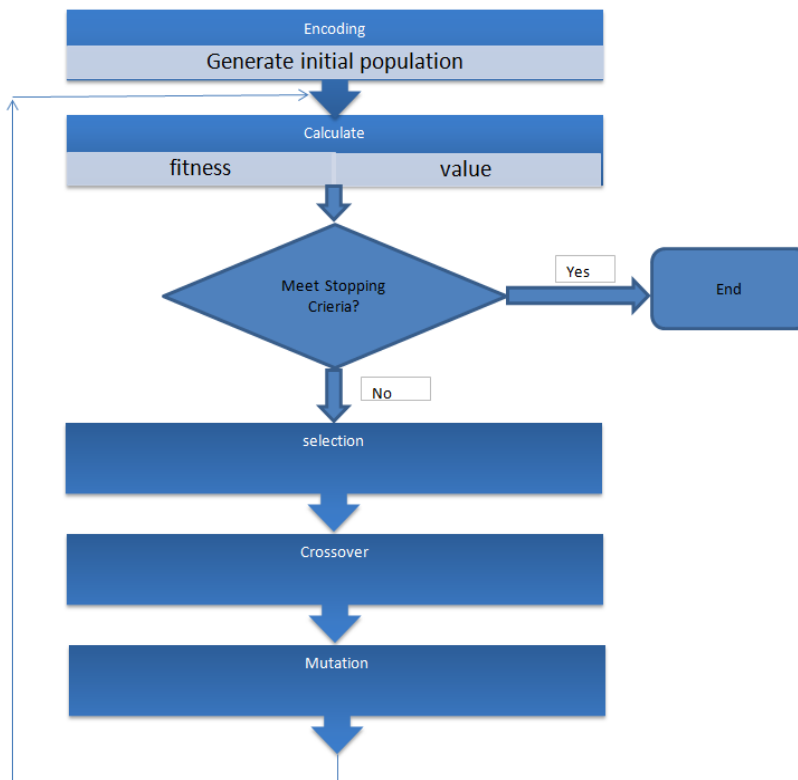 Encoding
Generate initial population
Calculate
fitness
value
Meet Stopping
Crieria?
Yes
End
No
selection
Crossover
Mutation